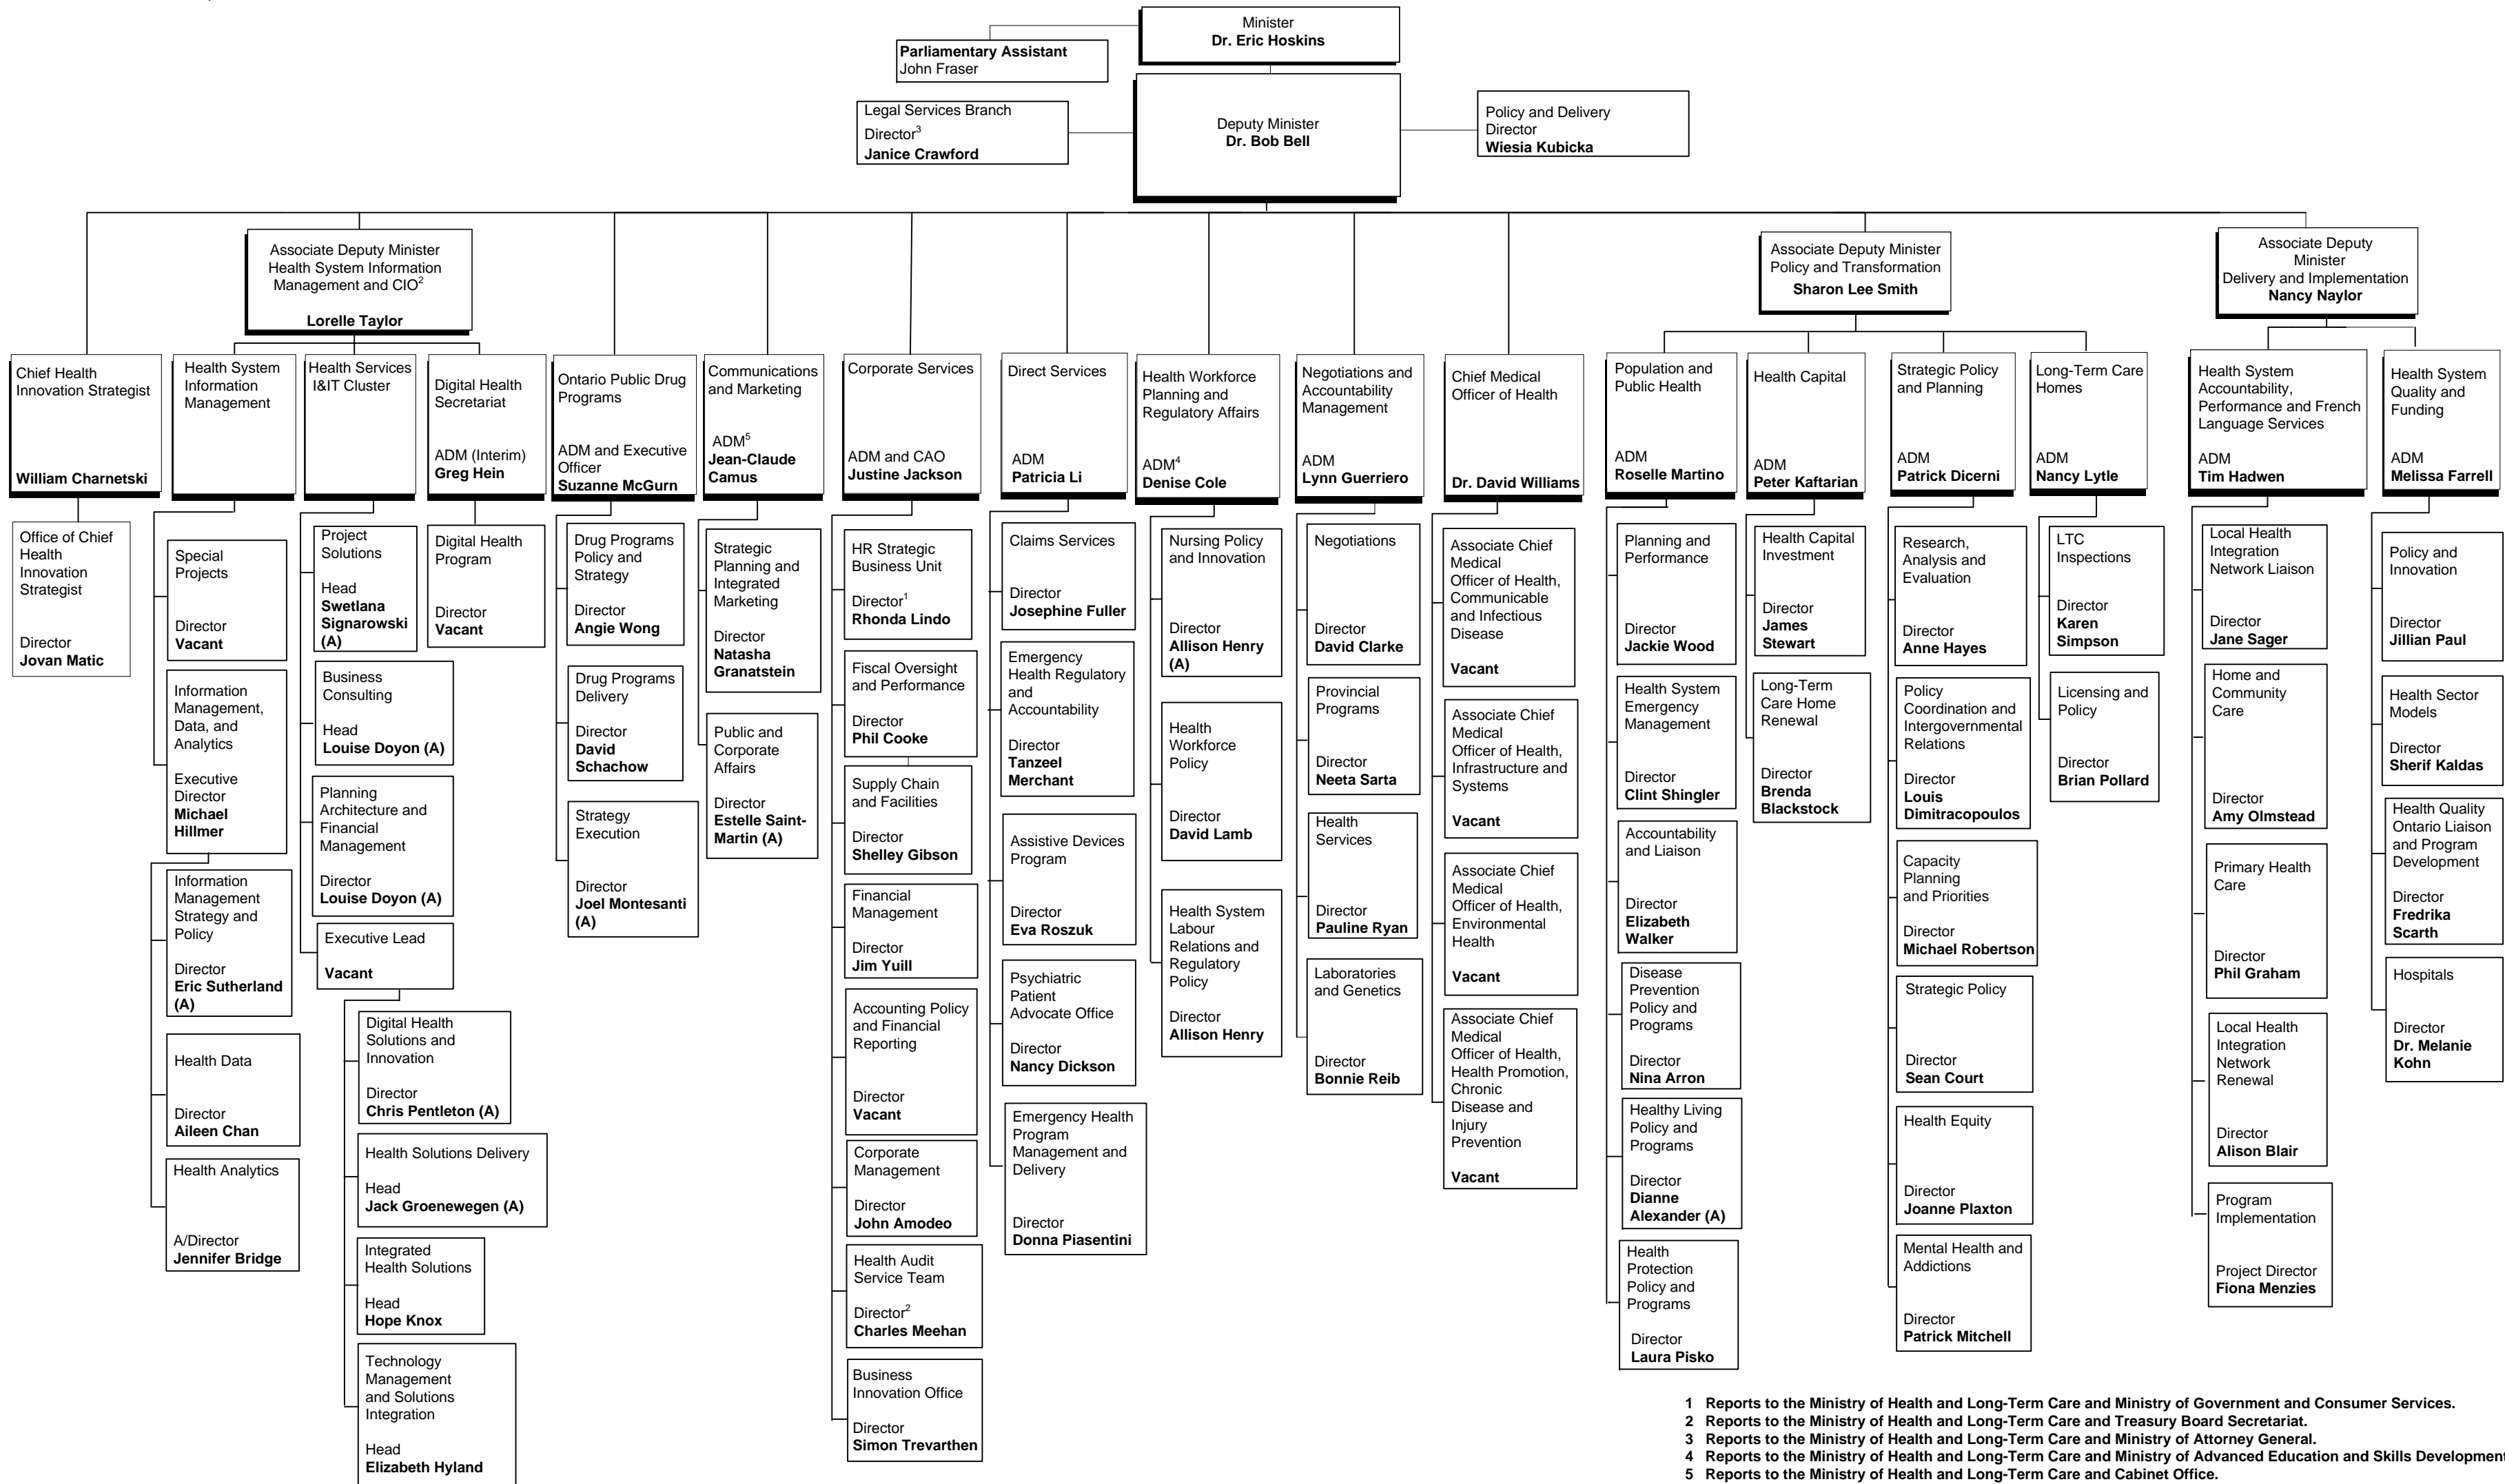 Minister
Dr. Eric Hoskins
Parliamentary Assistant
John Fraser
Deputy Minister
Dr. Bob Bell
Legal Services Branch
Director3
Janice Crawford
Policy and Delivery
Director
Wiesia Kubicka
Associate Deputy Minister
Health System Information
Management and CIO2
Lorelle Taylor
Associate Deputy Minister
Policy and Transformation
Sharon Lee Smith
Associate Deputy
Minister
Delivery and Implementation
Nancy Naylor
Chief Health
Innovation Strategist
William Charnetski
Health System
Information
Management
Health Services
I&IT Cluster
Digital Health
Secretariat
ADM (Interim)
Greg Hein
Ontario Public Drug
Programs
ADM and Executive
Officer
Suzanne McGurn
Communications
and Marketing
ADM5
Jean-Claude
Camus
Corporate Services
ADM and CAO
Justine Jackson
Direct Services
ADM
Patricia Li
Health Workforce
Planning and
Regulatory Affairs
ADM4
Denise Cole
Negotiations and
Accountability
Management
ADM
Lynn Guerriero
Chief Medical
Officer of Health
Dr. David Williams
Population and
Public Health
ADM
Roselle Martino
Health Capital
ADM
Peter Kaftarian
Strategic Policy
and Planning
ADM
Patrick Dicerni
Long-Term Care
Homes
ADM
Nancy Lytle
Health System
Accountability,
Performance and French
Language Services
ADM
Tim Hadwen
Health System
Quality and
Funding
ADM
Melissa Farrell
Office of Chief
Health
Innovation
Strategist
Director
Jovan Matic
Special
Projects
Director
Vacant
Information
Management,
Data, and
Analytics
Executive
Director
Michael
Hillmer
Information
Management
Strategy and
Policy
Director
Eric Sutherland
(A)
Health Data
Director
Aileen Chan
Health Analytics
A/Director
Jennifer Bridge
Project
Solutions
Head
Swetlana
Signarowski
(A)
Business
Consulting
Head
Louise Doyon (A)
Planning
Architecture and
Financial
Management
Director
Louise Doyon (A)
Executive Lead
Vacant
Digital Health
Solutions and
Innovation
Director
Chris Pentleton (A)
Health Solutions Delivery
Head
Jack Groenewegen (A)
Integrated
Health Solutions
Head
Hope Knox
Technology
Management
and Solutions
Integration
Head
Elizabeth Hyland
Digital Health
Program
Director
Vacant
Drug Programs
Policy and
Strategy
Director
Angie Wong
Drug Programs
Delivery
Director
David
Schachow
Strategy
Execution
Director
Joel Montesanti
(A)
Strategic
Planning and
Integrated
Marketing
Director
Natasha
Granatstein
Public and
Corporate
Affairs
Director
Estelle Saint-
Martin (A)
HR Strategic
Business Unit
Director1
Rhonda Lindo
Fiscal Oversight
and Performance
Director
Phil Cooke
Supply Chain
and Facilities
Director
Shelley Gibson
Financial
Management
Director
Jim Yuill
Accounting Policy
and Financial
Reporting
Director
Vacant
Corporate
Management
Director
John Amodeo
Health Audit
Service Team
Director2
Charles Meehan
Business
Innovation Office
Director
Simon Trevarthen
Claims Services
Director
Josephine Fuller
Emergency
Health Regulatory
and
Accountability
Director
Tanzeel
Merchant
Assistive Devices
Program
Director
Eva Roszuk
Psychiatric
Patient
Advocate Office
Director
Nancy Dickson
Emergency Health
Program
Management and
Delivery
Director
Donna Piasentini
Nursing Policy
and Innovation
Director
Allison Henry
(A)
Health
Workforce
Policy
Director
David Lamb
Health System
Labour
Relations and
Regulatory
Policy
Director
Allison Henry
Negotiations
Director
David Clarke
Provincial
Programs
Director
Neeta Sarta
Health
Services
Director
Pauline Ryan
Laboratories
and Genetics
Director
Bonnie Reib
Associate Chief
Medical
Officer of Health,
Communicable
and Infectious
Disease
Vacant
Associate Chief
Medical
Officer of Health,
Infrastructure and
Systems
Vacant
Associate Chief
Medical
Officer of Health,
Environmental
Health
Vacant
Associate Chief
Medical
Officer of Health,
Health Promotion,
Chronic
Disease and
Injury
Prevention
Vacant
Planning and
Performance
Director
Jackie Wood
Health System
Emergency
Management
Director
Clint Shingler
Accountability
and Liaison
Director
Elizabeth
Walker
Disease
Prevention
Policy and
Programs
Director
Nina Arron
Healthy Living
Policy and
Programs
Director
Dianne
Alexander (A)
Health
Protection
Policy and
Programs
Director
Laura Pisko
Health Capital
Investment
Director
James
Stewart
Long-Term
Care Home
Renewal
Director
Brenda
Blackstock
Research,
Analysis and
Evaluation
Director
Anne Hayes
Policy
Coordination and
Intergovernmental
Relations
Director
Louis
Dimitracopoulos
Capacity
Planning
and Priorities
Director
Michael Robertson
Strategic Policy
Director
Sean Court
Health Equity
Director
Joanne Plaxton
Mental Health and
Addictions
Director
Patrick Mitchell
LTC
Inspections
Director
Karen
Simpson
Licensing and
Policy
Director
Brian Pollard
Local Health
Integration
Network Liaison
Director
Jane Sager
Home and
Community
Care
Director
Amy Olmstead
Primary Health
Care
Director
Phil Graham
Local Health
Integration
Network
Renewal
Director
Alison Blair
Program
Implementation
Project Director
Fiona Menzies
Policy and
Innovation
Director
Jillian Paul
Health Sector
Models
Director
Sherif Kaldas
Health Quality
Ontario Liaison
and Program
Development
Director
Fredrika
Scarth
Hospitals
Director
Dr. Melanie
Kohn
1 Reports to the Ministry of Health and Long-Term Care and Ministry of Government and Consumer Services.
2 Reports to the Ministry of Health and Long-Term Care and Treasury Board Secretariat.
3 Reports to the Ministry of Health and Long-Term Care and Ministry of Attorney General.
4 Reports to the Ministry of Health and Long-Term Care and Ministry of Advanced Education and Skills Development
5 Reports to the Ministry of Health and Long-Term Care and Cabinet Office.